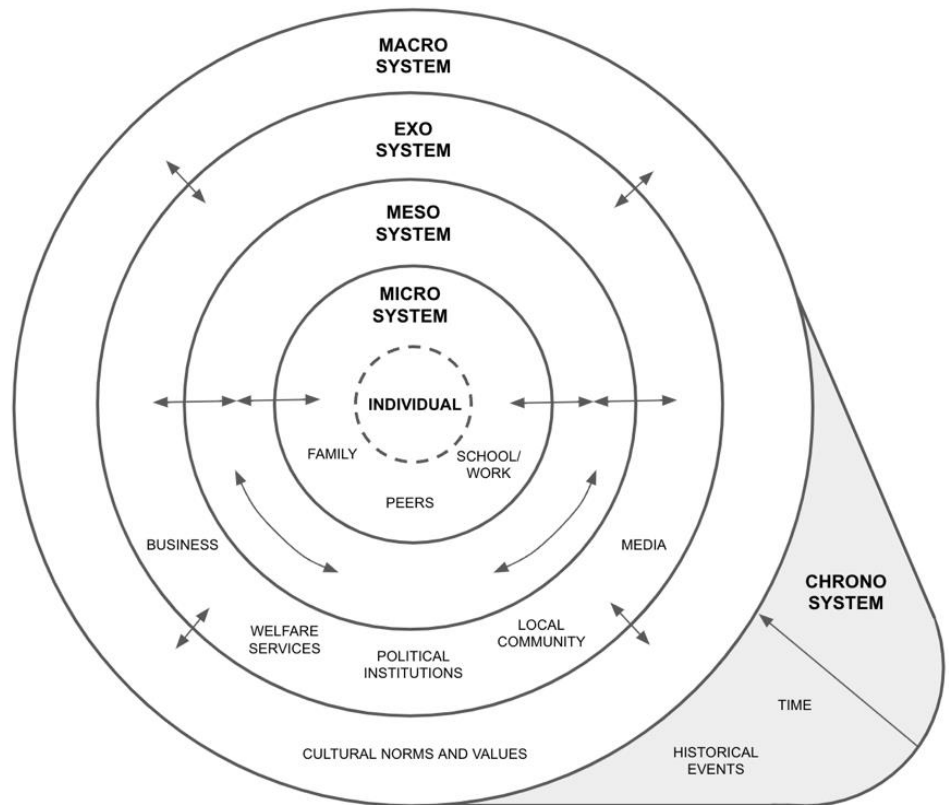 MACRO
SYSTEM
EXO
SYSTEM
MESO
SYSTEM
MICRO
SYSTEM
INDIVIDUAL
FAMILY
SCHOOL/
WORK
PEERS
BUSINESS
MEDIA
WELFARE
SERVICES
POLITICAL
INSTITUTIONS
LOCAL
COMMUNITY
CULTURAL NORMS AND VALUES
CHRONO
SYSTEM
TIME
HISTORICAL
EVENTS